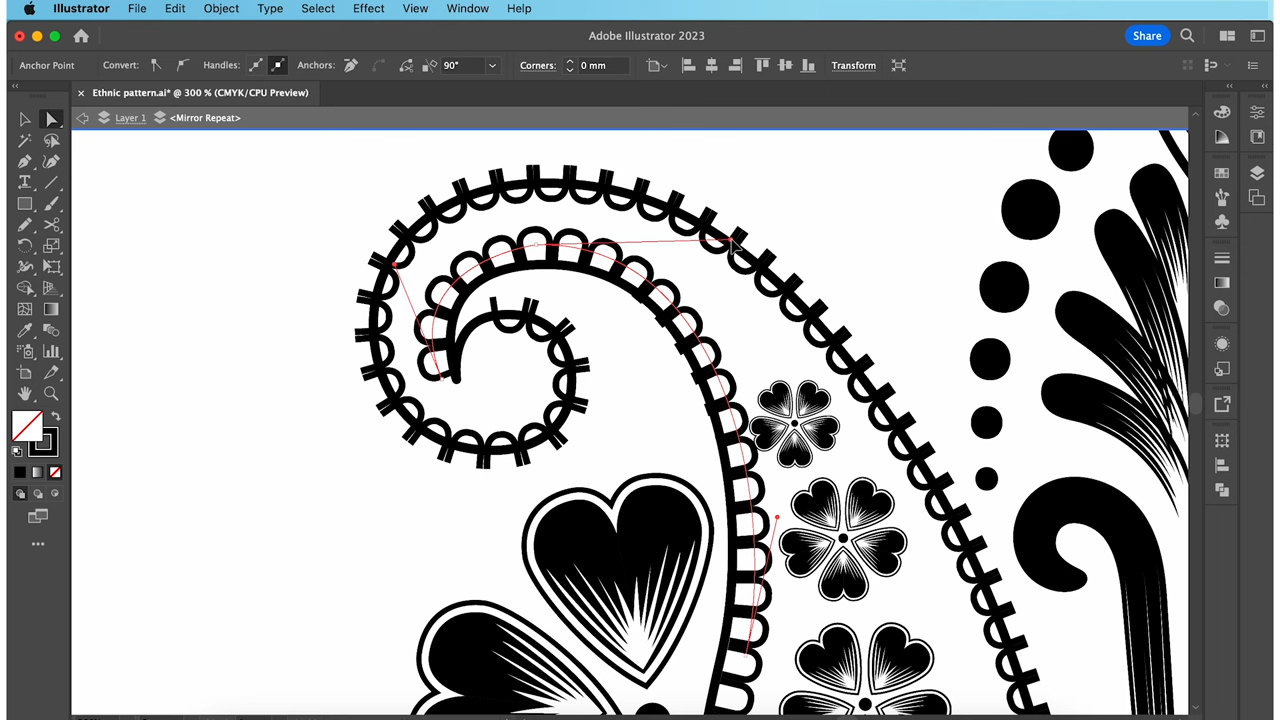 Illustrator File Edit Object Type Select Effect View Window Help
Adobe Illustrator 2023
Share
Anchor Point Convert: Handles: Anchors: 90° Corners: 0 mm Transform
Ethnic pattern.ai* @ 300 % (CMYK/CPU Preview)
Layer 1 <Mirror Repeat>